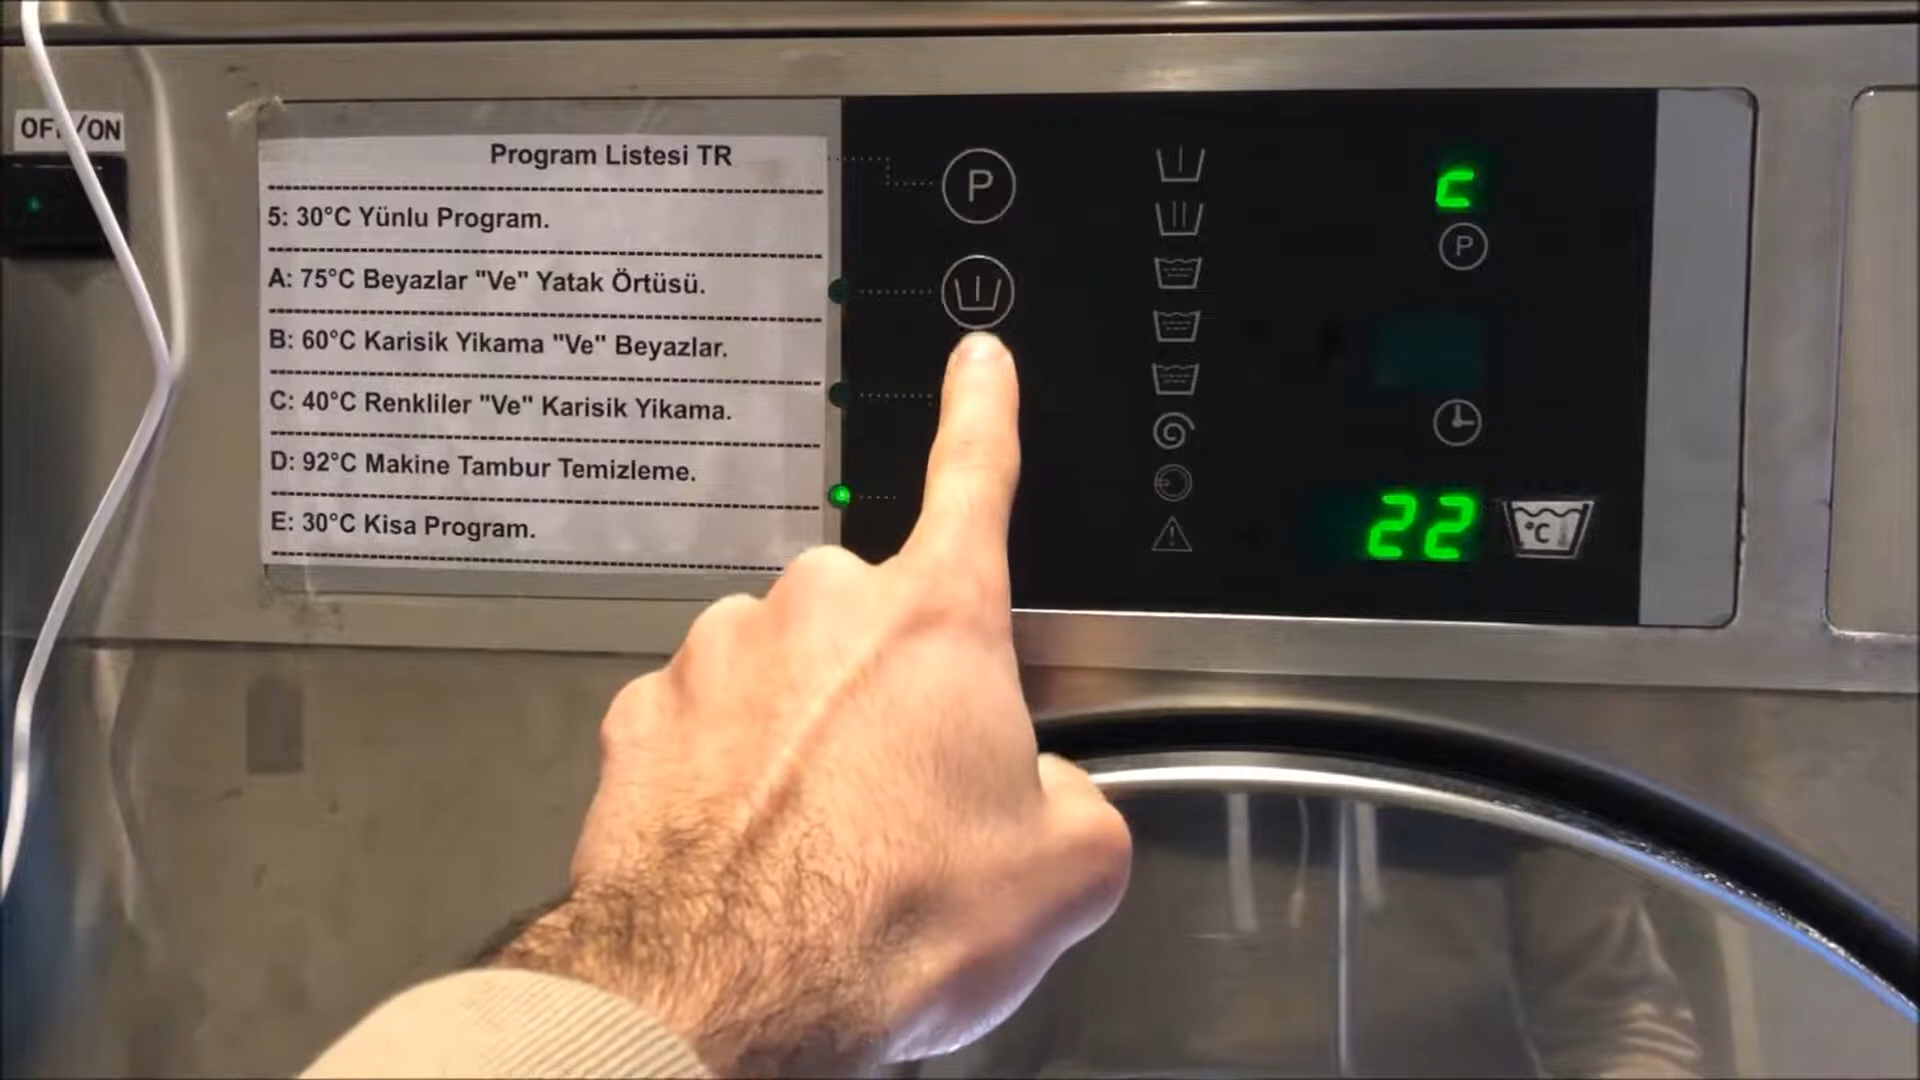 OFF/ON
Program Listesi TR
5: 30°C Yünlu Program.
A: 75°C Beyazlar "Ve" Yatak Örtüsü.
B: 60°C Karisik Yikama "Ve" Beyazlar.
C: 40°C Renkliler "Ve" Karisik Yikama.
D: 92°C Makine Tambur Temizleme.
E: 30°C Kisa Program.
P
c
P
22 °C